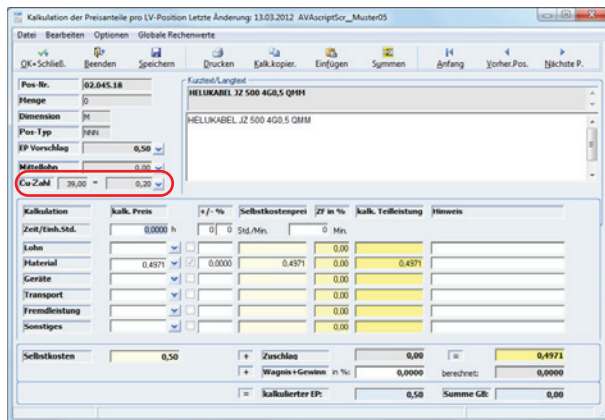 Kalkulation der Preisanteile pro LV-Position Letzte Änderung: 13.03.2012 AVAscriptScr_Muster05
Datei Bearbeiten Optionen Globale Rechenwerte
OK+Schließ. Beenden Speichern Drucken Kalk.kopier. Einfügen Summen Anfang Vorher.Pos. Nächste P.
Pos-Nr. 02.045.18
Kurztext/Langtext
Menge 0
HELUKABEL JZ 500 4G0,5 QMM
Dimension M
HELUKABEL JZ 500 4G0,5 QMM
Pos-Typ NNN
EP Vorschlag 0,50
Mittellohn 0,00
Cu-Zahl 39,00 = 0,20
Kalkulation kalk. Preis +/- % Selbstkostenprei ZF in % kalk. Teilleistung Hinweis
Zeit/Einh.Std. 0,0000 h 0 0 Std./Min. 0 Min.
Lohn 0,00
Material 0,4971 0,0000 0,4971 0,00 0,4971
Geräte 0,00
Transport 0,00
Fremdleistung 0,00
Sonstiges 0,00
Selbstkosten 0,50 + Zuschlag 0,00 = 0,4971
+ Wagnis+Gewinn in %: 0,0000 berechnet: 0,0000
= kalkulierter EP: 0,50 Summe GB: 0,00